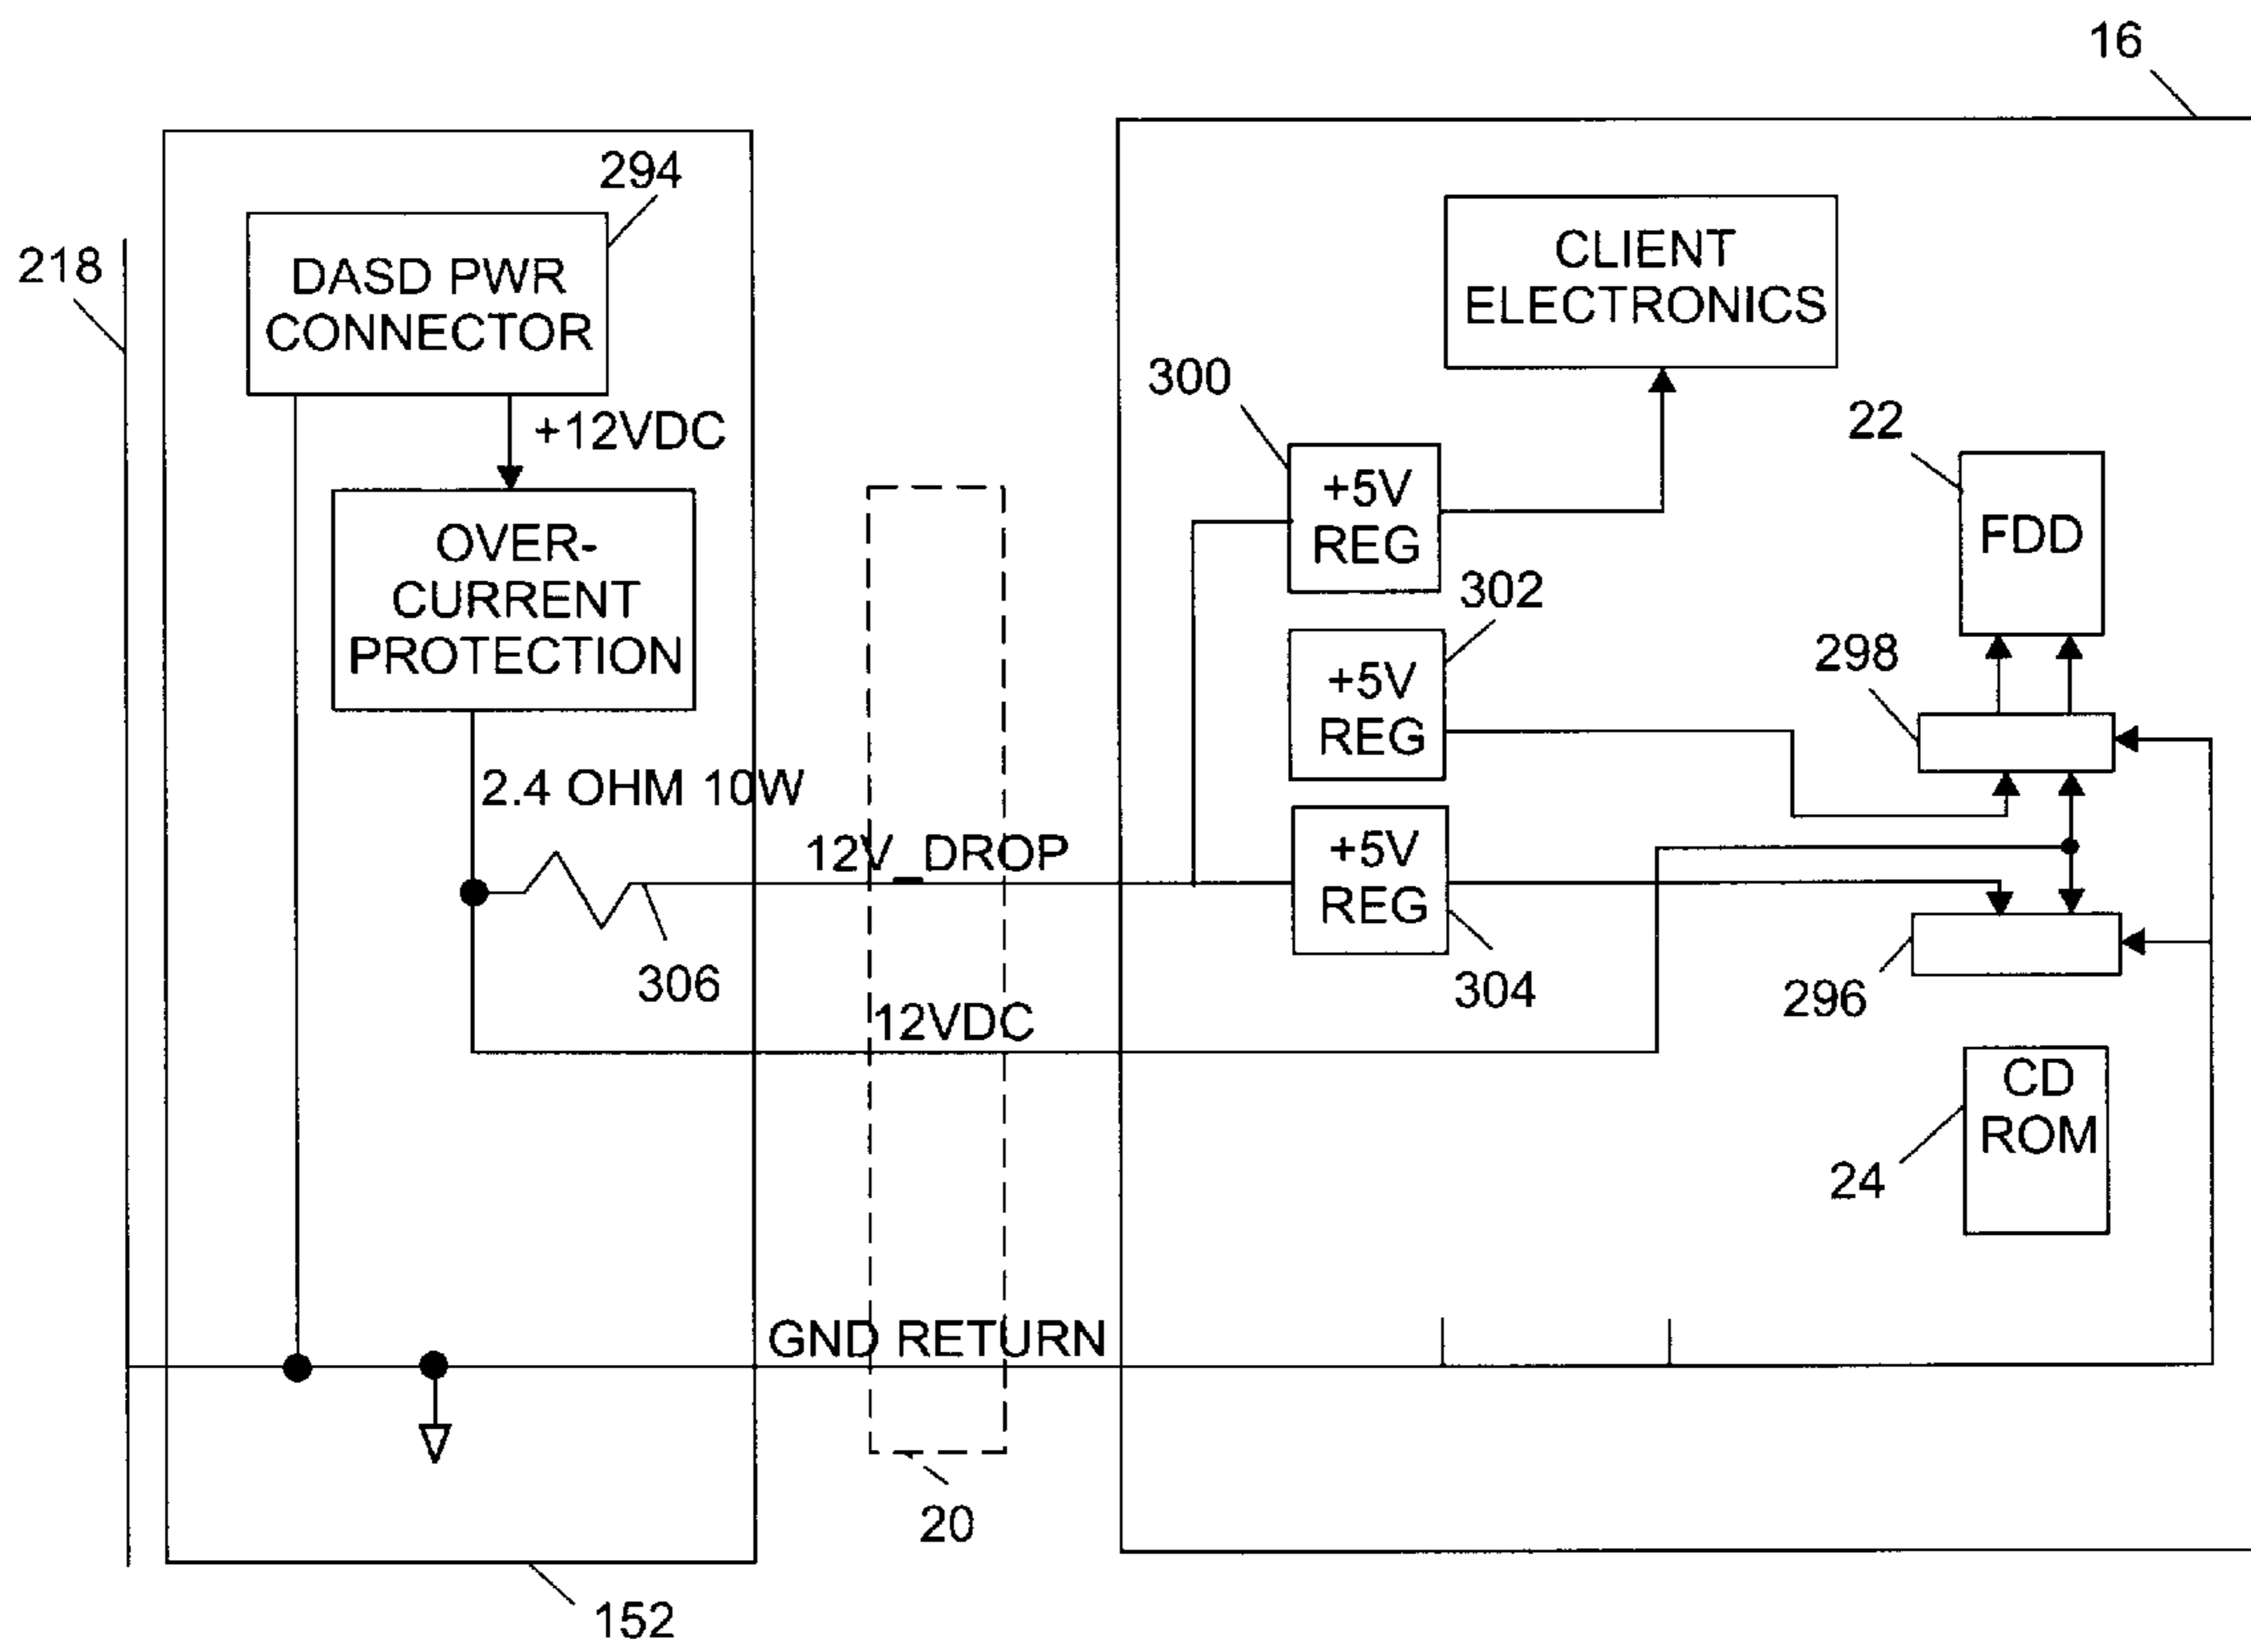 16
294
218
DASD PWR
CONNECTOR
CLIENT
ELECTRONICS
300
22
+12VDC
+5V
REG
FDD
OVER-
CURRENT
PROTECTION
302
298
+5V
REG
2.4 OHM 10W
12V_DROP
+5V
REG
306
304
296
12VDC
CD
ROM
24
GND RETURN
20
152